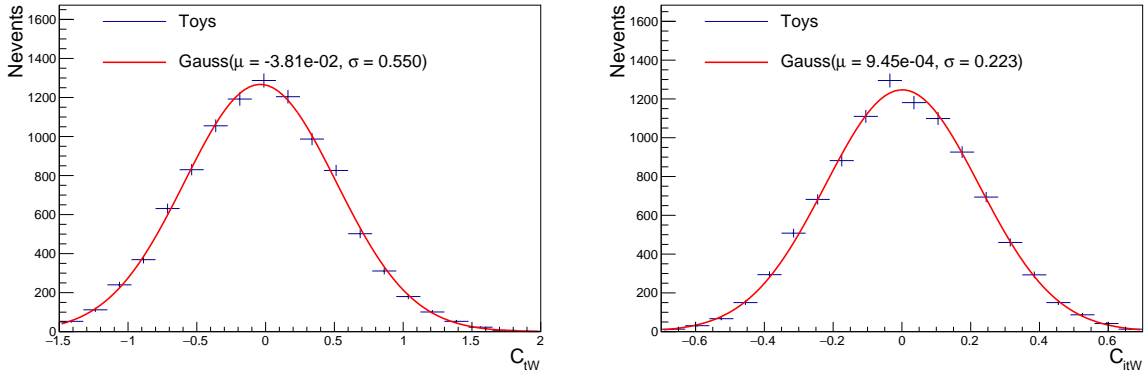 Nevents
1600
1400
1200
1000
800
600
400
200
0
Toys
Gauss(μ = -3.81e-02, σ = 0.550)
−1.5 −1 −0.5 0 0.5 1 1.5 2
C_tW
Nevents
1600
1400
1200
1000
800
600
400
200
0
Toys
Gauss(μ = 9.45e-04, σ = 0.223)
−0.6 −0.4 −0.2 0 0.2 0.4 0.6
C_itW